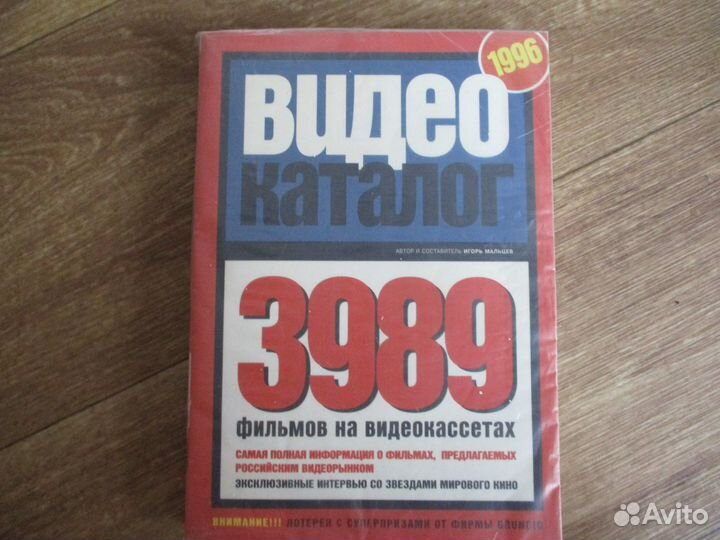 1996
ВИДЕО
КАТАЛОГ
АВТОР И СОСТАВИТЕЛЬ ИГОРЬ МАЛЬЦЕВ
3989
ФИЛЬМОВ НА ВИДЕОКАССЕТАХ
САМАЯ ПОЛНАЯ ИНФОРМАЦИЯ О ФИЛЬМАХ, ПРЕДЛАГАЕМЫХ
РОССИЙСКИМ ВИДЕОРЫНКОМ
ЭКСКЛЮЗИВНЫЕ ИНТЕРВЬЮ СО ЗВЕЗДАМИ МИРОВОГО КИНО
ВНИМАНИЕ!!! ЛОТЕРЕЯ С СУПЕРПРИЗАМИ ОТ ФИРМЫ GRUNDIG
Avito